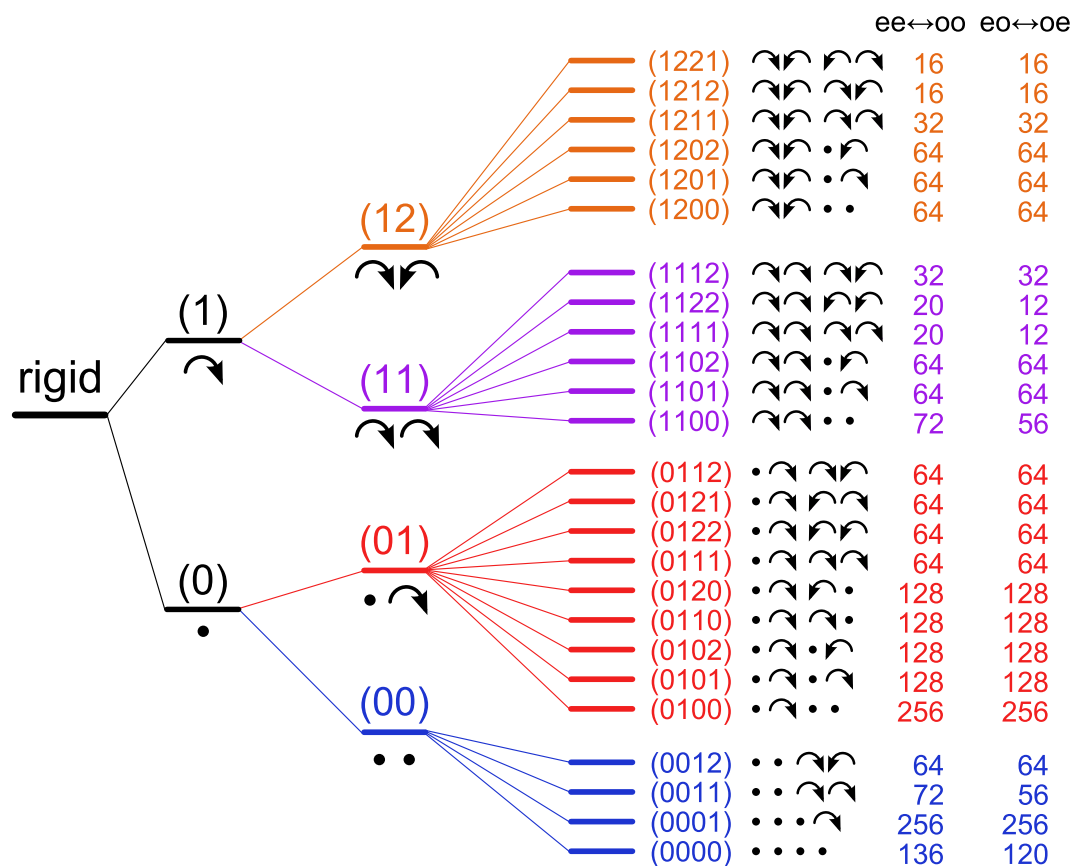 ee↔oo eo↔oe
(1221) 16 16
(1212) 16 16
(1211) 32 32
(1202) 64 64
(1201) 64 64
(1200) 64 64
(12)
(1112) 32 32
(1122) 20 12
(1111) 20 12
(1102) 64 64
(1101) 64 64
(1100) 72 56
(1)
(11)
rigid
(0112) 64 64
(0121) 64 64
(0122) 64 64
(0111) 64 64
(0120) 128 128
(0110) 128 128
(0102) 128 128
(0101) 128 128
(0100) 256 256
(01)
(0)
(00)
(0012) 64 64
(0011) 72 56
(0001) 256 256
(0000) 136 120